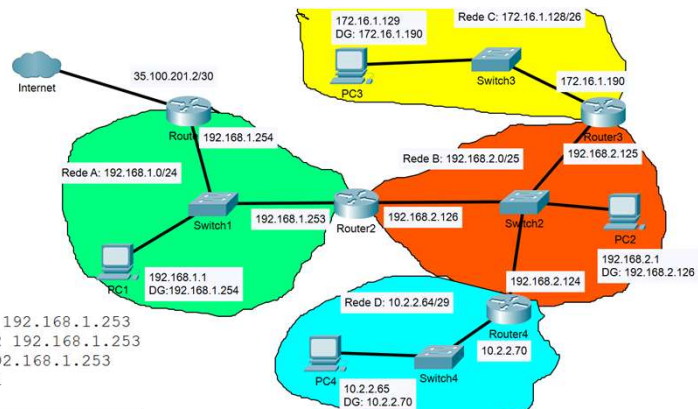 172.16.1.129
DG: 172.16.1.190
Rede C: 172.16.1.128/26
Internet
35.100.201.2/30
PC3
Switch3
172.16.1.190
Route
192.168.1.254
Router3
192.168.2.125
Rede A: 192.168.1.0/24
Rede B: 192.168.2.0/25
Switch1
192.168.1.253
Router2
192.168.2.126
Switch2
PC2
192.168.2.1
DG: 192.168.2.126
PC1
192.168.1.1
DG:192.168.1.254
192.168.2.124
Rede D: 10.2.2.64/29
Router4
10.2.2.70
192.168.1.253
192.168.1.253
192.168.1.253
PC4
Switch4
10.2.2.65
DG: 10.2.2.70